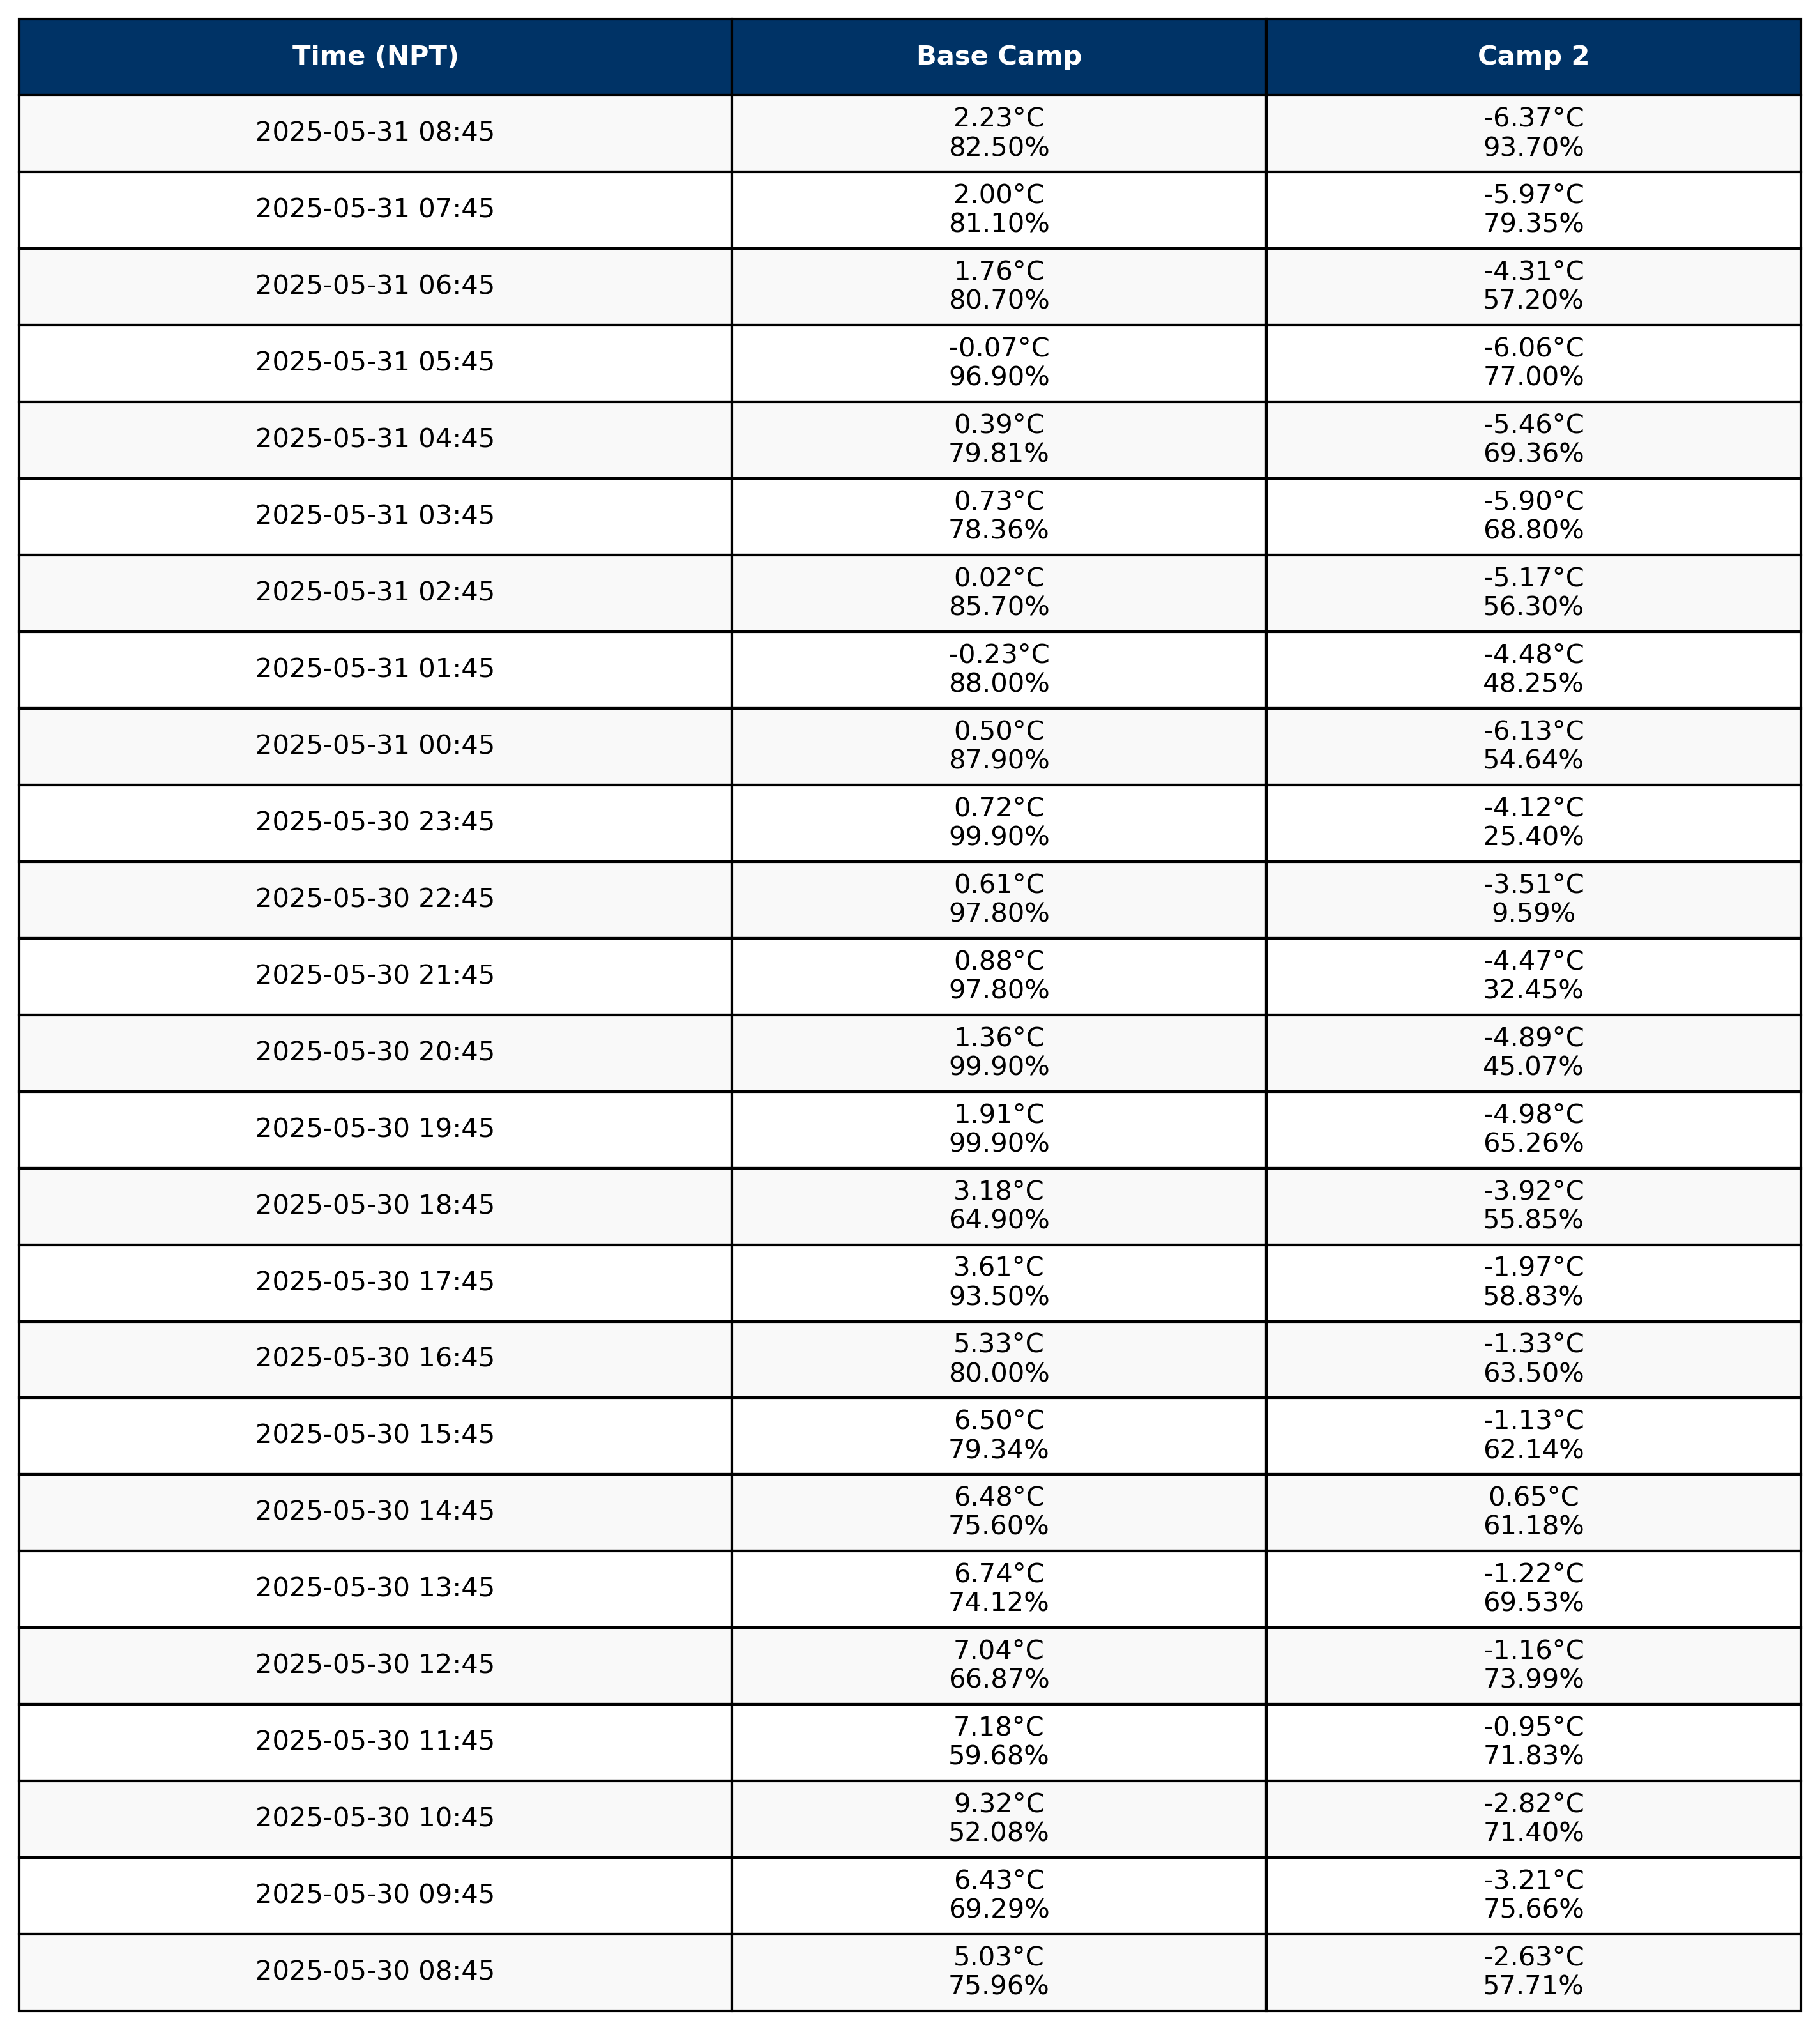 Time (NPT) Base Camp Camp 2
2025-05-31 08:45 2.23°C -6.37°C
82.50% 93.70%
2025-05-31 07:45 2.00°C -5.97°C
81.10% 79.35%
2025-05-31 06:45 1.76°C -4.31°C
80.70% 57.20%
2025-05-31 05:45 -0.07°C -6.06°C
96.90% 77.00%
2025-05-31 04:45 0.39°C -5.46°C
79.81% 69.36%
2025-05-31 03:45 0.73°C -5.90°C
78.36% 68.80%
2025-05-31 02:45 0.02°C -5.17°C
85.70% 56.30%
2025-05-31 01:45 -0.23°C -4.48°C
88.00% 48.25%
2025-05-31 00:45 0.50°C -6.13°C
87.90% 54.64%
2025-05-30 23:45 0.72°C -4.12°C
99.90% 25.40%
2025-05-30 22:45 0.61°C -3.51°C
97.80% 9.59%
2025-05-30 21:45 0.88°C -4.47°C
97.80% 32.45%
2025-05-30 20:45 1.36°C -4.89°C
99.90% 45.07%
2025-05-30 19:45 1.91°C -4.98°C
99.90% 65.26%
2025-05-30 18:45 3.18°C -3.92°C
64.90% 55.85%
2025-05-30 17:45 3.61°C -1.97°C
93.50% 58.83%
2025-05-30 16:45 5.33°C -1.33°C
80.00% 63.50%
2025-05-30 15:45 6.50°C -1.13°C
79.34% 62.14%
2025-05-30 14:45 6.48°C 0.65°C
75.60% 61.18%
2025-05-30 13:45 6.74°C -1.22°C
74.12% 69.53%
2025-05-30 12:45 7.04°C -1.16°C
66.87% 73.99%
2025-05-30 11:45 7.18°C -0.95°C
59.68% 71.83%
2025-05-30 10:45 9.32°C -2.82°C
52.08% 71.40%
2025-05-30 09:45 6.43°C -3.21°C
69.29% 75.66%
2025-05-30 08:45 5.03°C -2.63°C
75.96% 57.71%